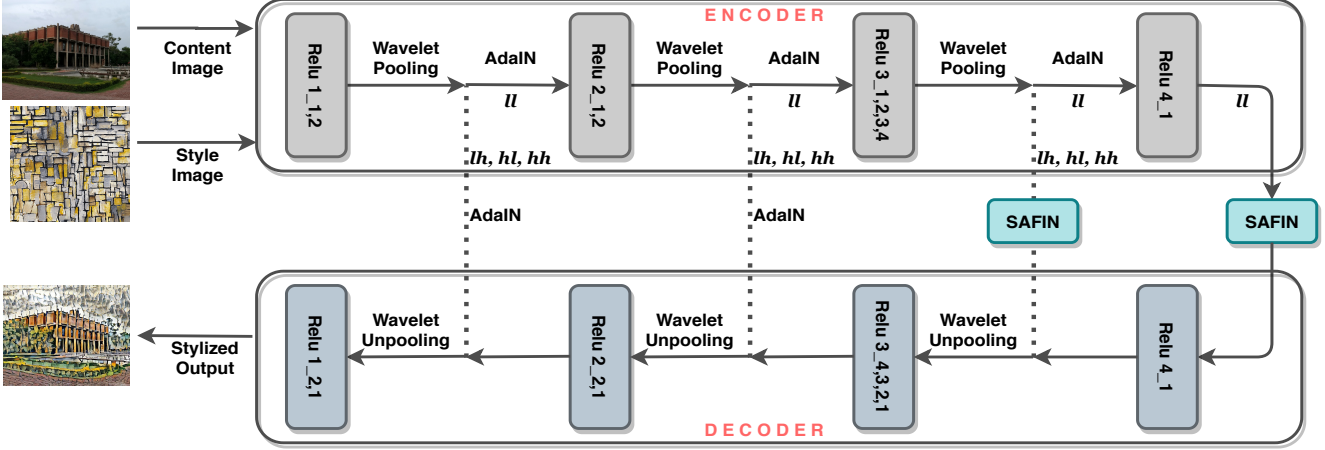 ENCODER
Content
Image
Relu 1_1,2
Wavelet
Pooling
AdaIN
ll
Relu 2_1,2
Wavelet
Pooling
AdaIN
ll
Relu 3_1,2,3,4
Wavelet
Pooling
AdaIN
ll
Relu 4_1
ll
Style
Image
lh, hl, hh
lh, hl, hh
lh, hl, hh
AdaIN
AdaIN
SAFIN
SAFIN
Stylized
Output
Relu 1_2,1
Wavelet
Unpooling
Relu 2_2,1
Wavelet
Unpooling
Relu 3_4,3,2,1
Wavelet
Unpooling
Relu 4_1
DECODER